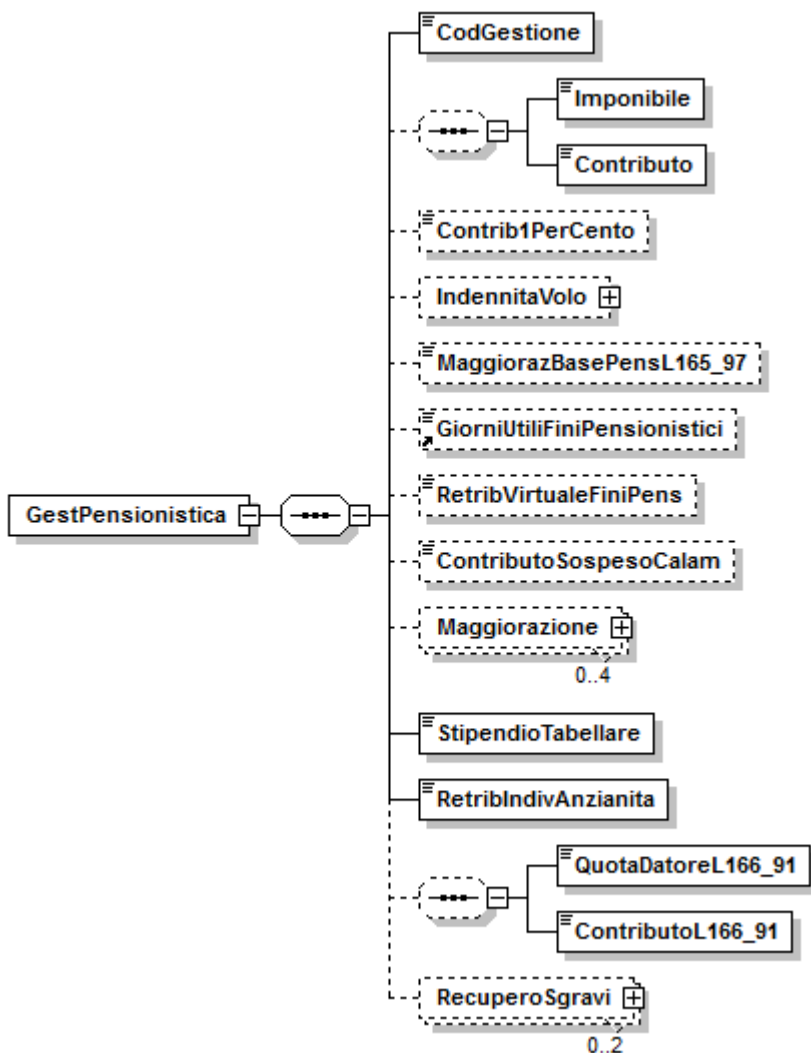 CodGestione
Imponibile
Contributo
Contrib1PerCento
IndennitaVolo
MaggiorazBasePensL165_97
GiorniUtiliFiniPensionistici
GestPensionistica
RetribVirtualeFiniPens
ContributoSospesoCalam
Maggiorazione
0..4
StipendioTabellare
RetribIndivAnzianita
QuotaDatoreL166_91
ContributoL166_91
RecuperoSgravi
0..2